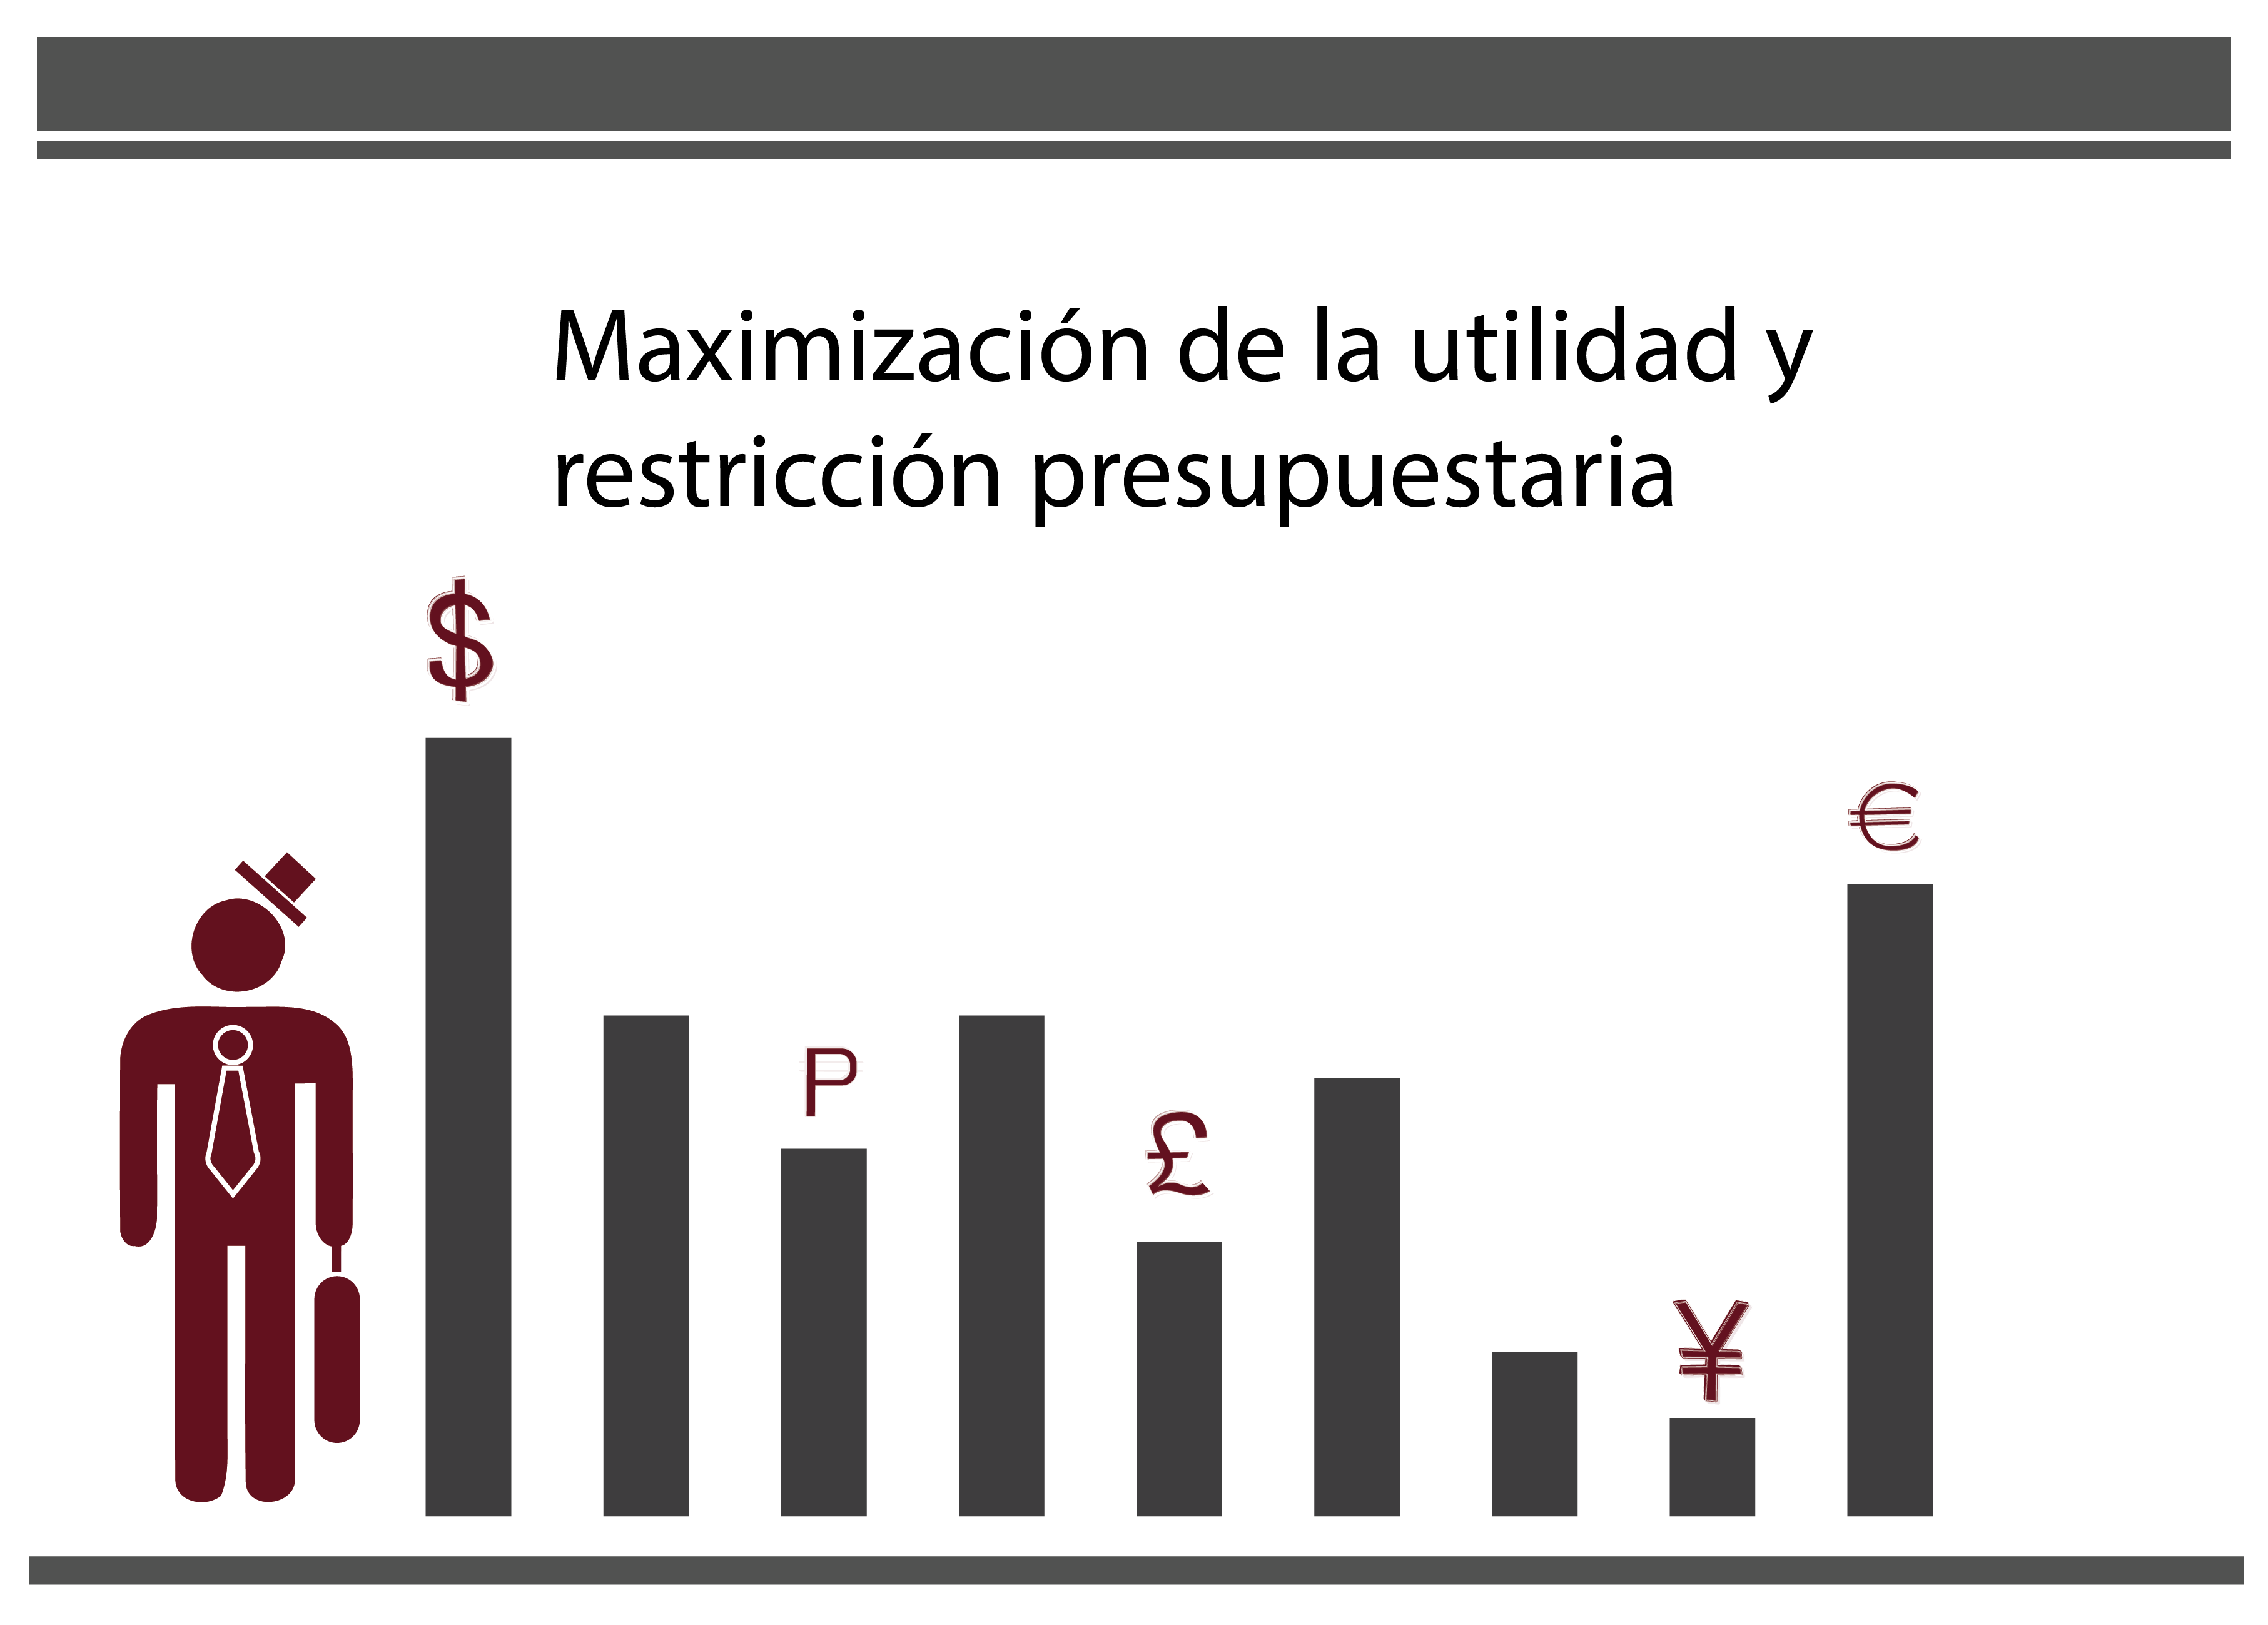 Maximización de la utilidad y
restricción presupuestaria
$
€
₱
£
¥